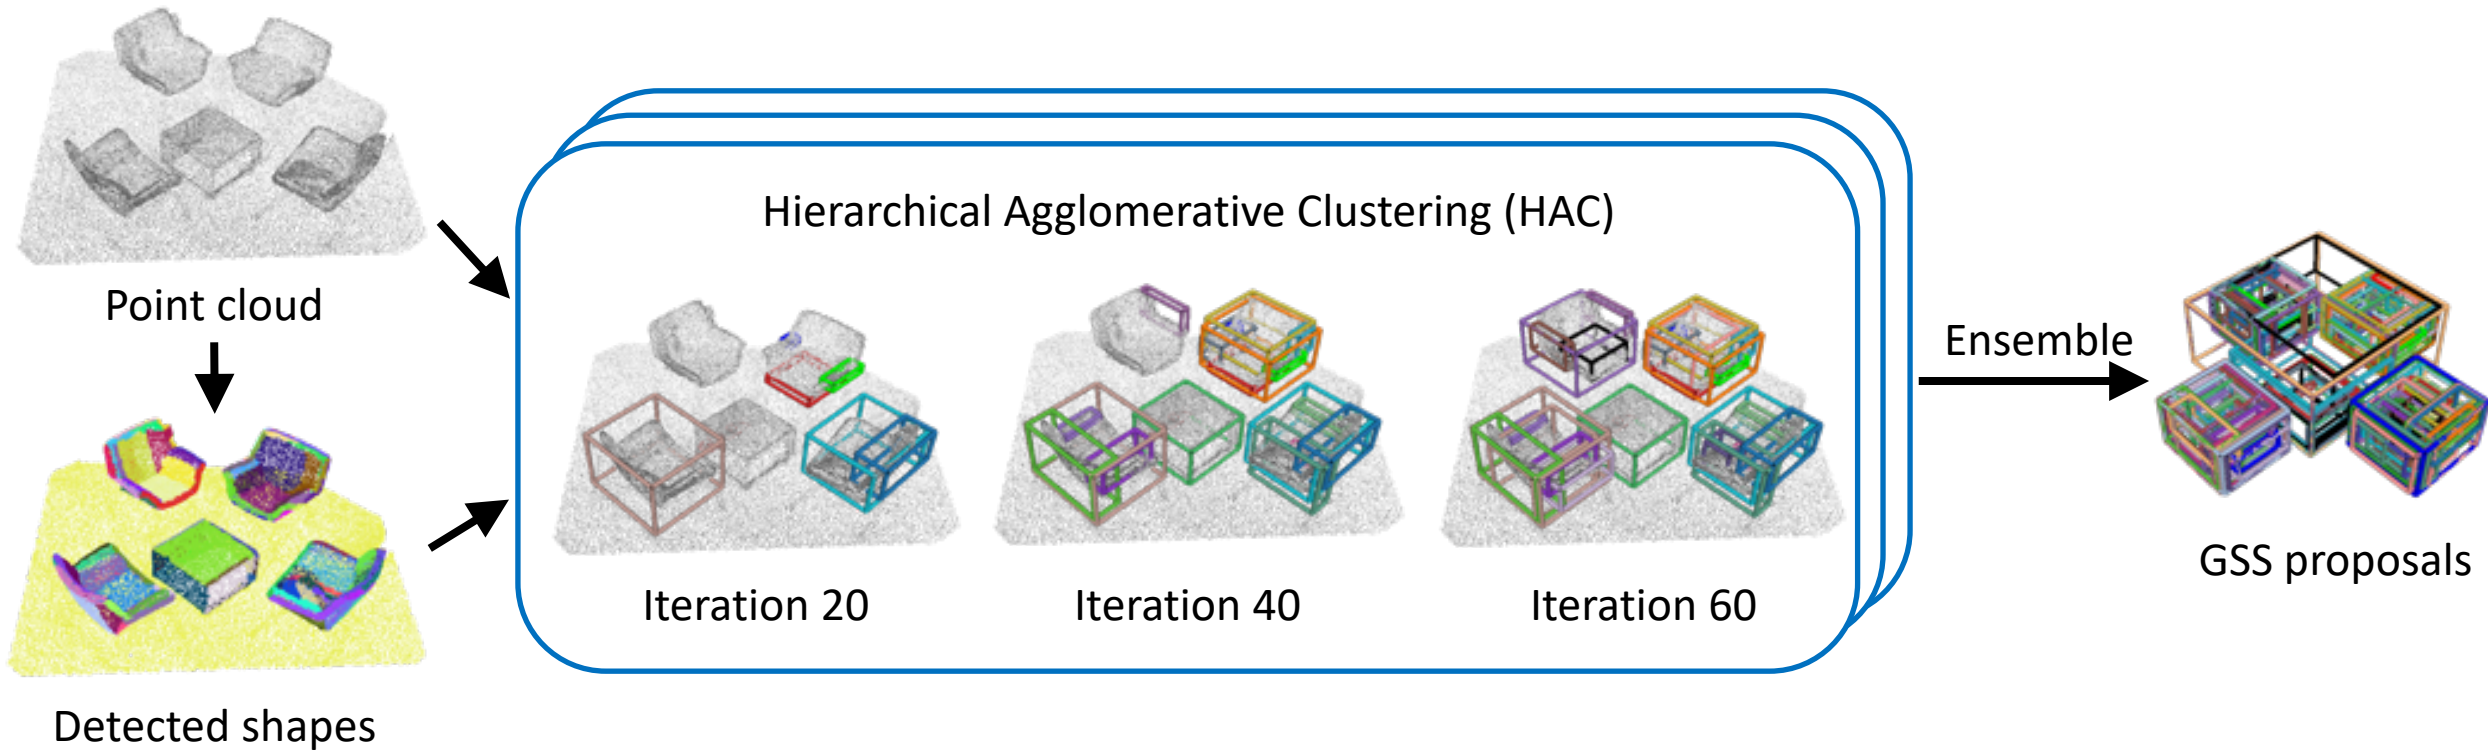 Point cloud
Detected shapes
Hierarchical Agglomerative Clustering (HAC)
Iteration 20
Iteration 40
Iteration 60
Ensemble
GSS proposals